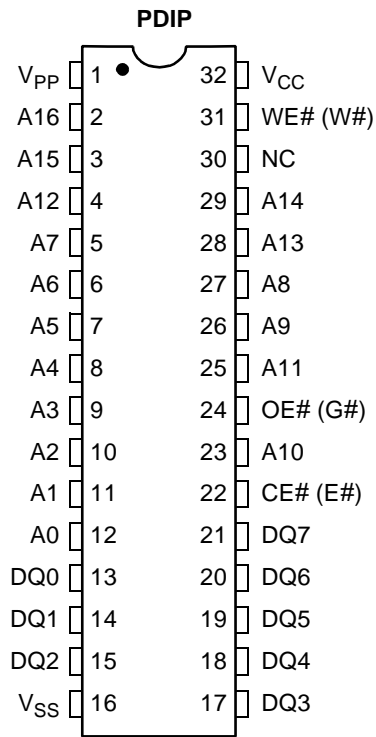 PDIP
VPP 1 32 VCC
A16 2 31 WE# (W#)
A15 3 30 NC
A12 4 29 A14
A7 5 28 A13
A6 6 27 A8
A5 7 26 A9
A4 8 25 A11
A3 9 24 OE# (G#)
A2 10 23 A10
A1 11 22 CE# (E#)
A0 12 21 DQ7
DQ0 13 20 DQ6
DQ1 14 19 DQ5
DQ2 15 18 DQ4
VSS 16 17 DQ3